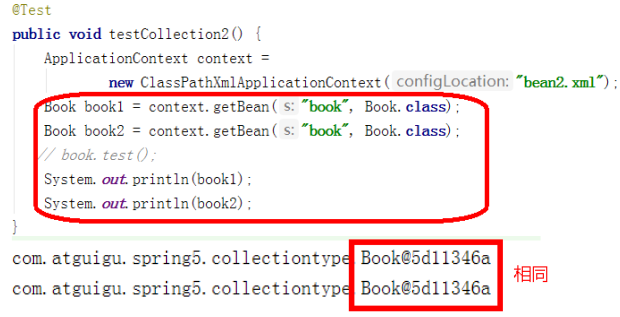 @Test
public void testCollection2() {
ApplicationContext context =
new ClassPathXmlApplicationContext( configLocation: "bean2.xml");
Book book1 = context.getBean( s: "book", Book.class);
Book book2 = context.getBean( s: "book", Book.class);
// book.test();
System.out.println(book1);
System.out.println(book2);
}
com.atguigu.spring5.collectiontype.Book@5d11346a
com.atguigu.spring5.collectiontype.Book@5d11346a
相同